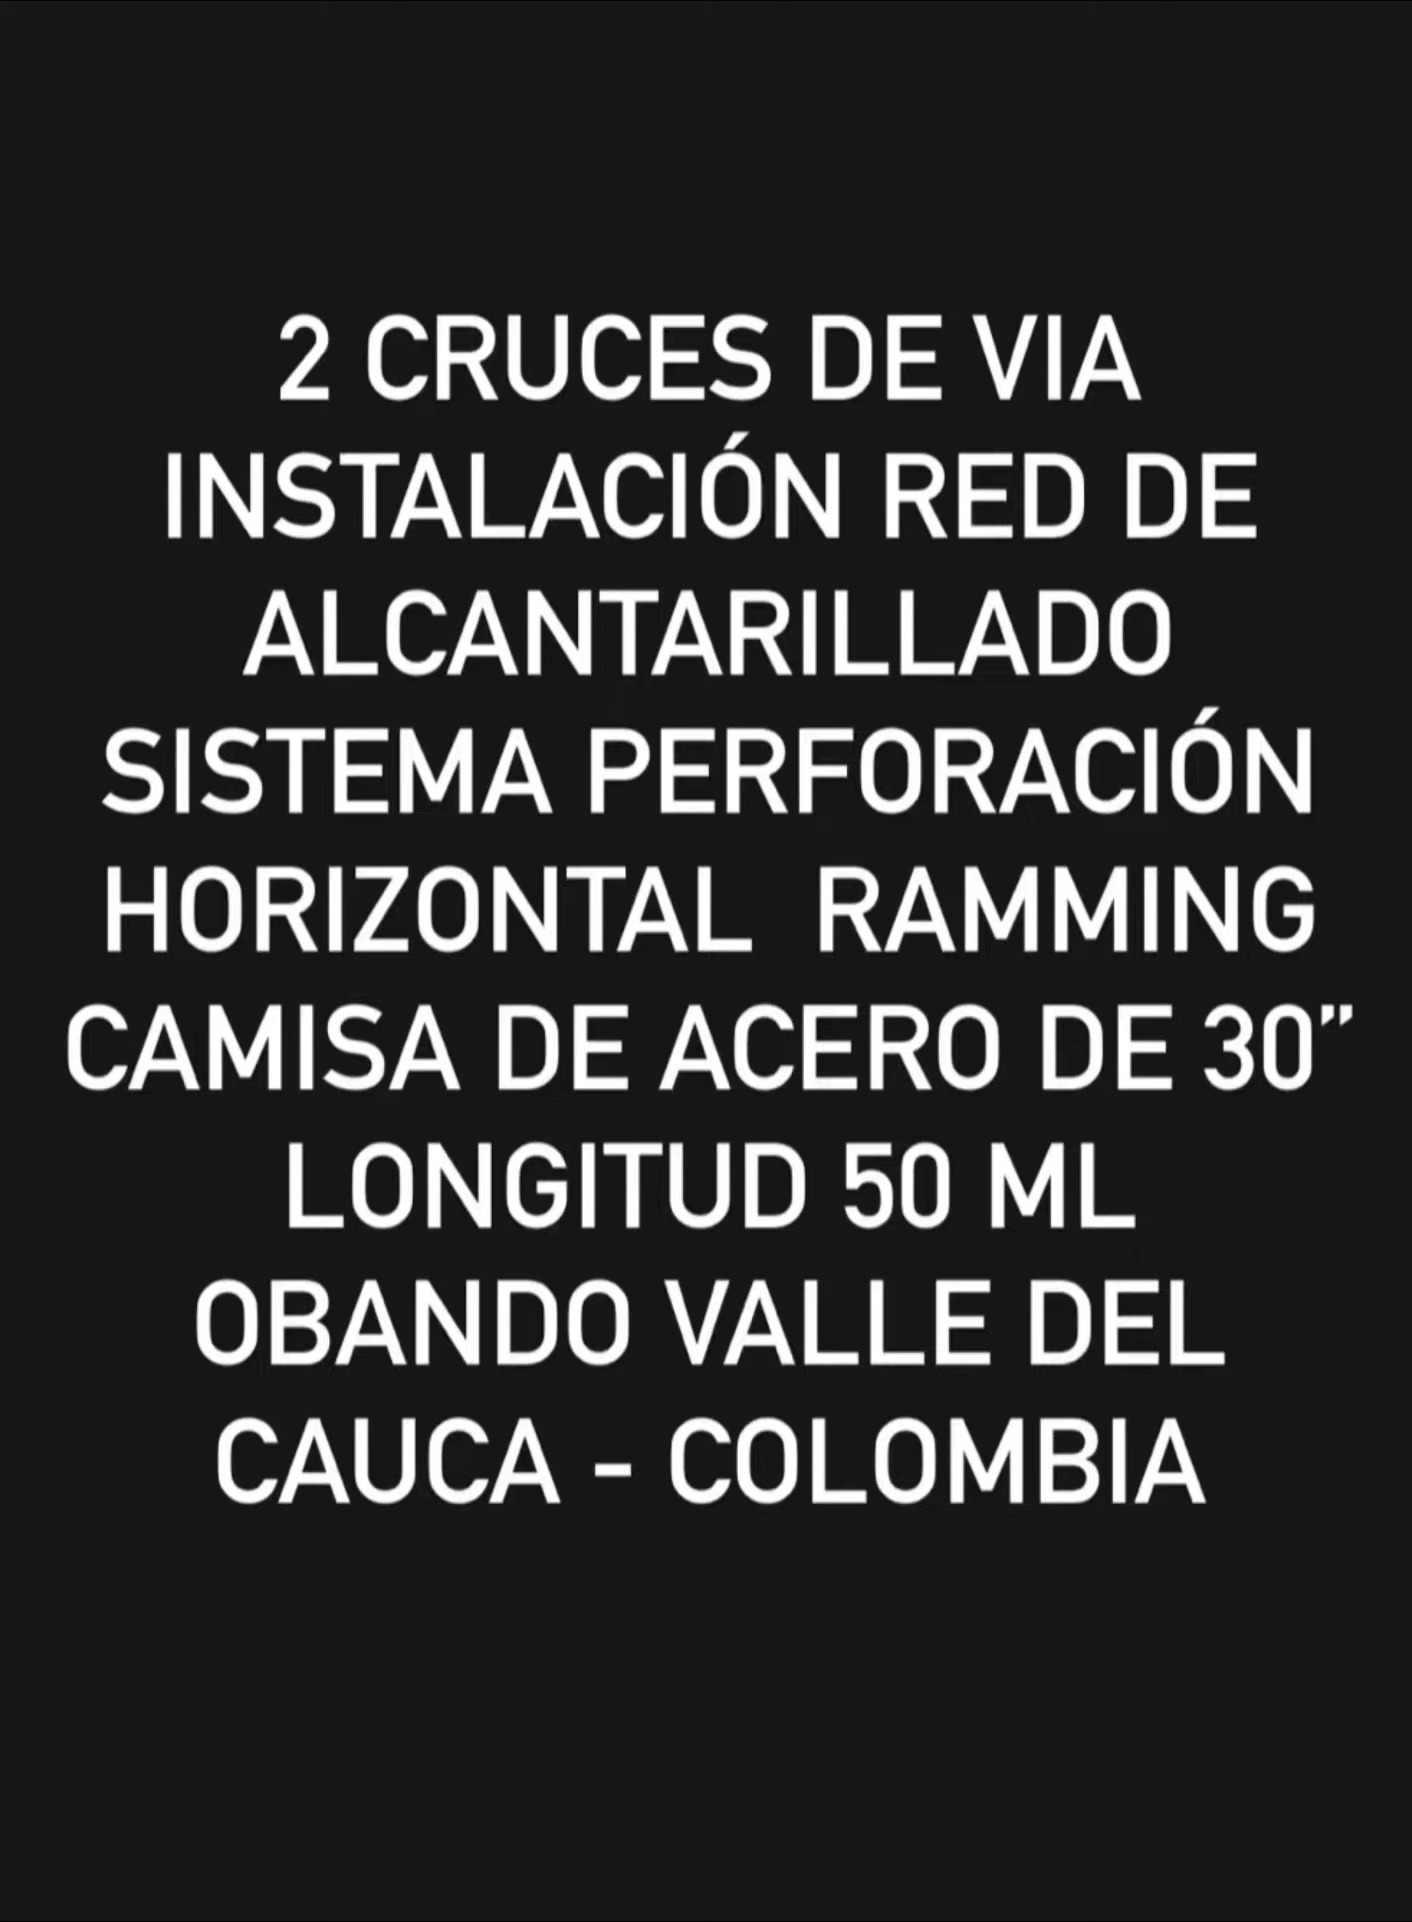 2 CRUCES DE VIA
INSTALACIÓN RED DE
ALCANTARILLADO
SISTEMA PERFORACIÓN
HORIZONTAL  RAMMING
CAMISA DE ACERO DE 30”
LONGITUD 50 ML
OBANDO VALLE DEL
CAUCA - COLOMBIA